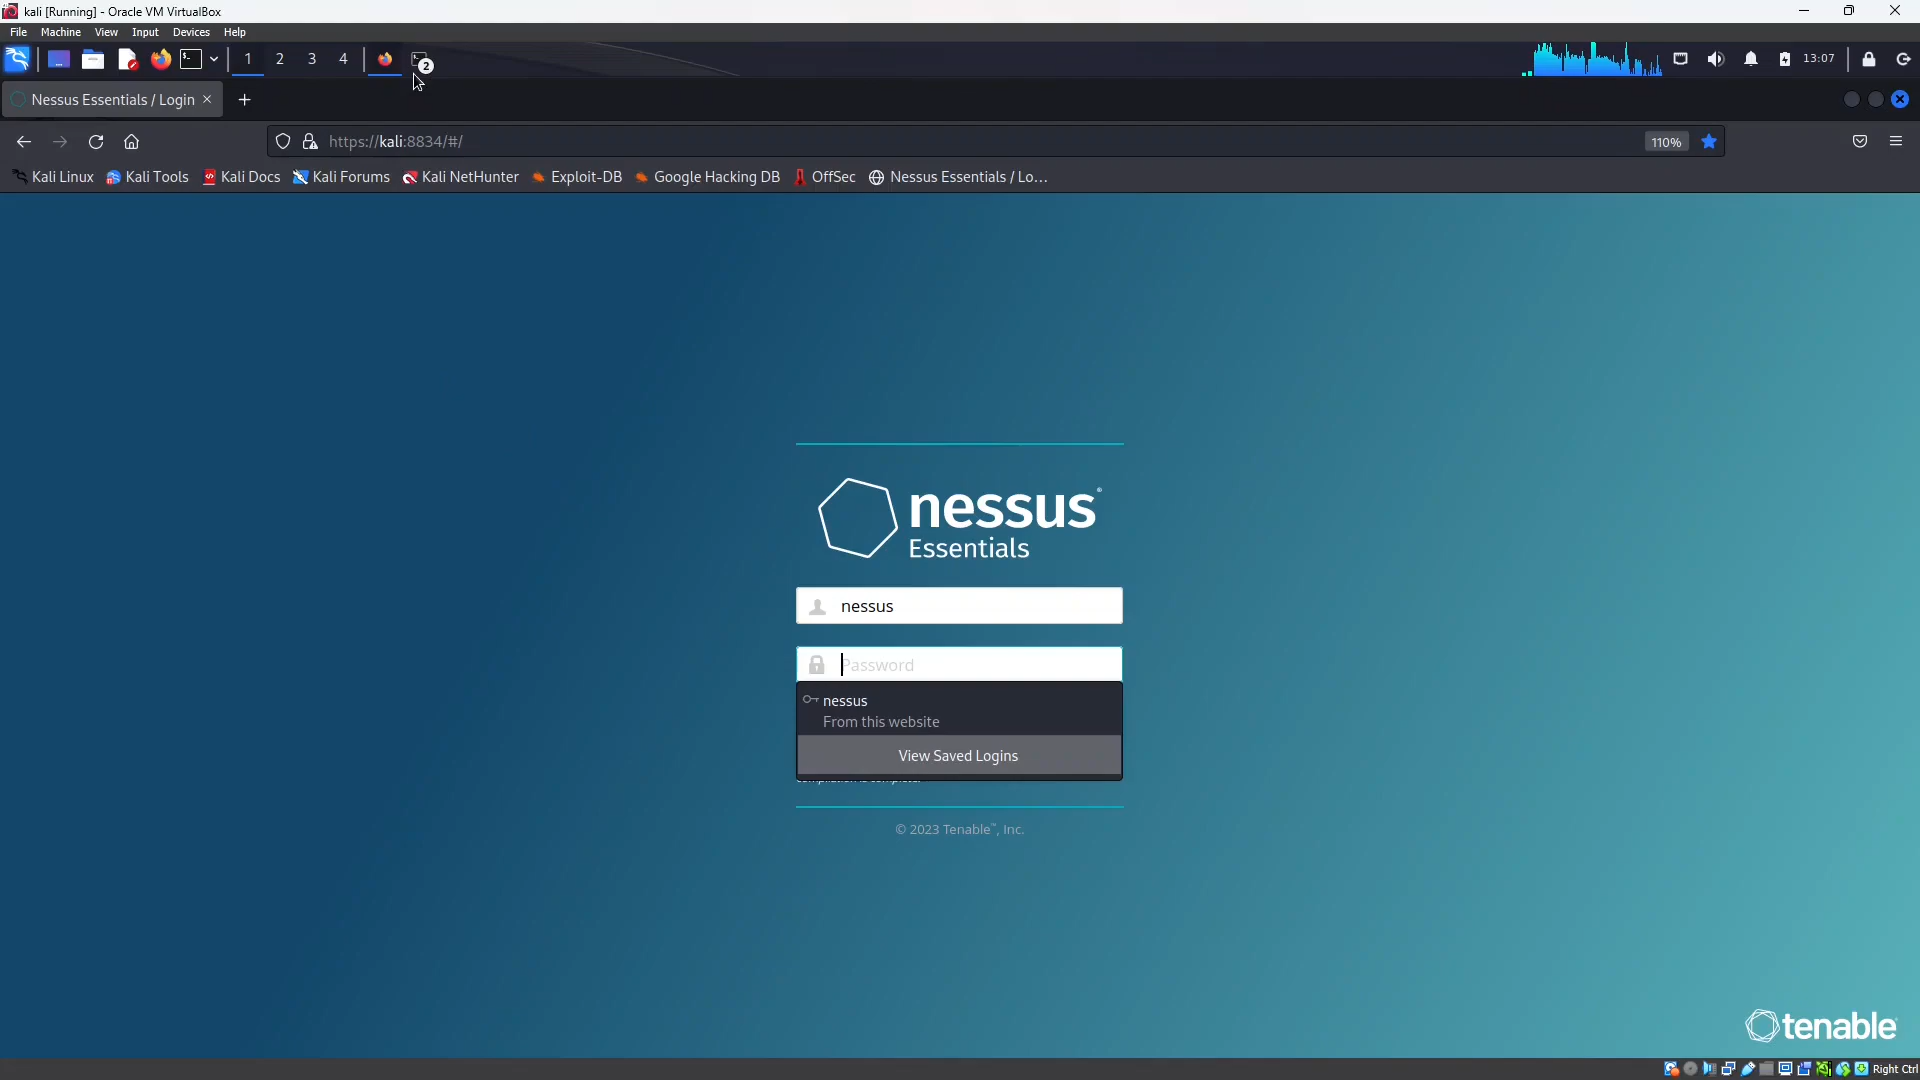 kali [Running] - Oracle VM VirtualBox
File Machine View Input Devices Help
1 2 3 4 2 13:07
Nessus Essentials / Login
https://kali:8834/#/ 110%
Kali Linux Kali Tools Kali Docs Kali Forums Kali NetHunter Exploit-DB Google Hacking DB OffSec Nessus Essentials / Lo...
nessus®
Essentials
nessus
Password
nessus
From this website
View Saved Logins
© 2023 Tenable™, Inc.
tenable
Right Ctrl